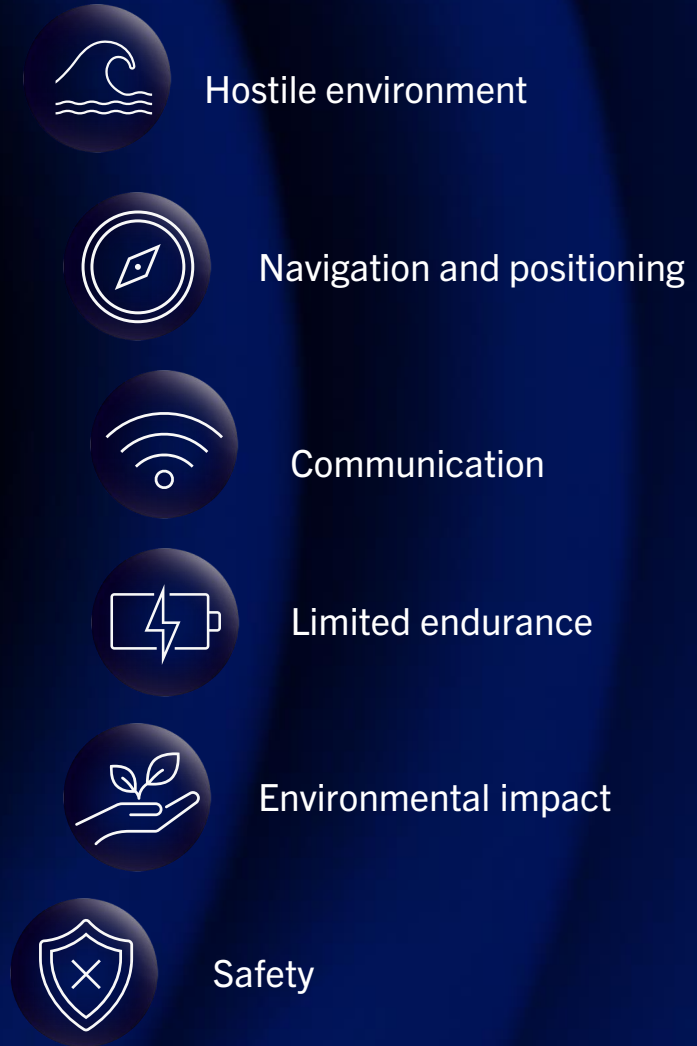 Hostile environment
Navigation and positioning
Communication
Limited endurance
Environmental impact
Safety